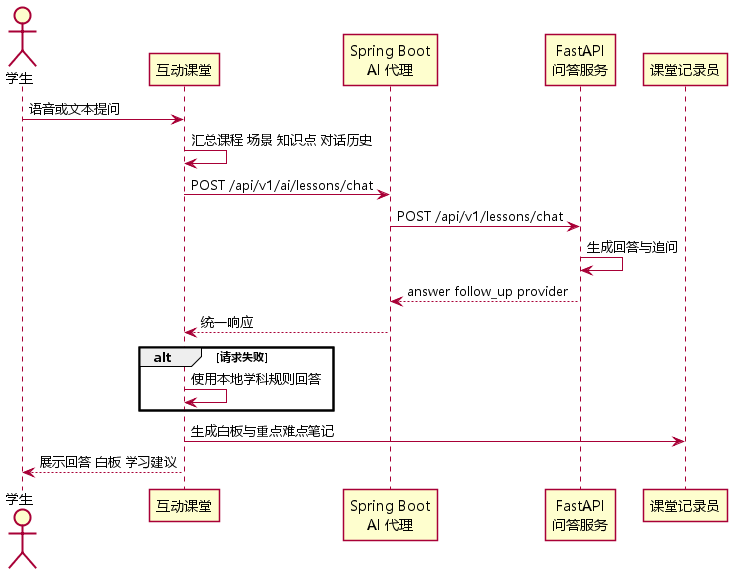 学生
互动课堂
Spring Boot
AI 代理
FastAPI
问答服务
课堂记录员
语音或文本提问
汇总课程 场景 知识点 对话历史
POST /api/v1/ai/lessons/chat
POST /api/v1/lessons/chat
生成回答与追问
answer follow_up provider
统一响应
alt [请求失败]
使用本地学科规则回答
生成白板与重点难点笔记
展示回答 白板 学习建议
学生
互动课堂
Spring Boot
AI 代理
FastAPI
问答服务
课堂记录员